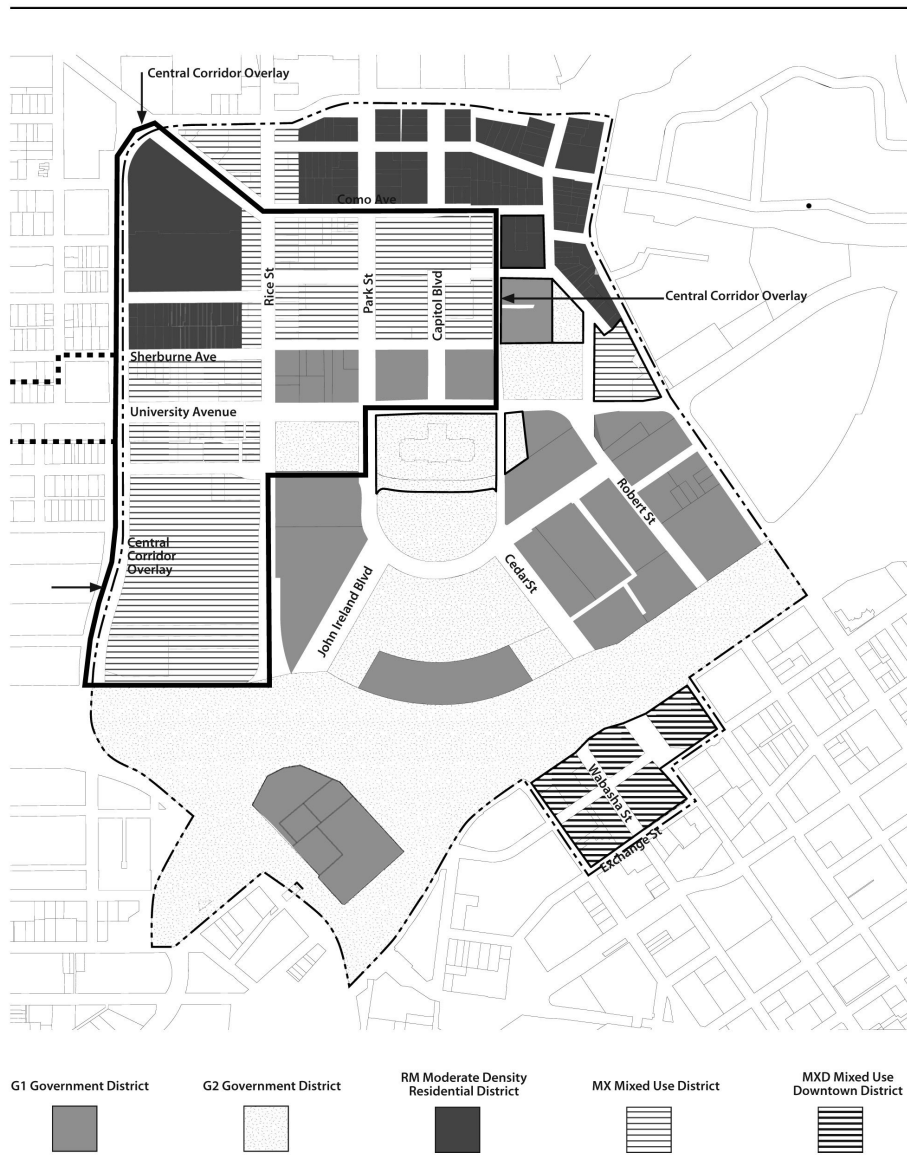 Central Corridor Overlay
Como Ave
Rice St
Park St
Capitol Blvd
Central Corridor Overlay
Sherburne Ave
University Avenue
Robert St
Central
Corridor
Overlay
CedarSt
John Ireland Blvd
Wabasha St
Exchange St
G1 Government District
G2 Government District
RM Moderate Density
Residential District
MX Mixed Use District
MXD Mixed Use
Downtown District